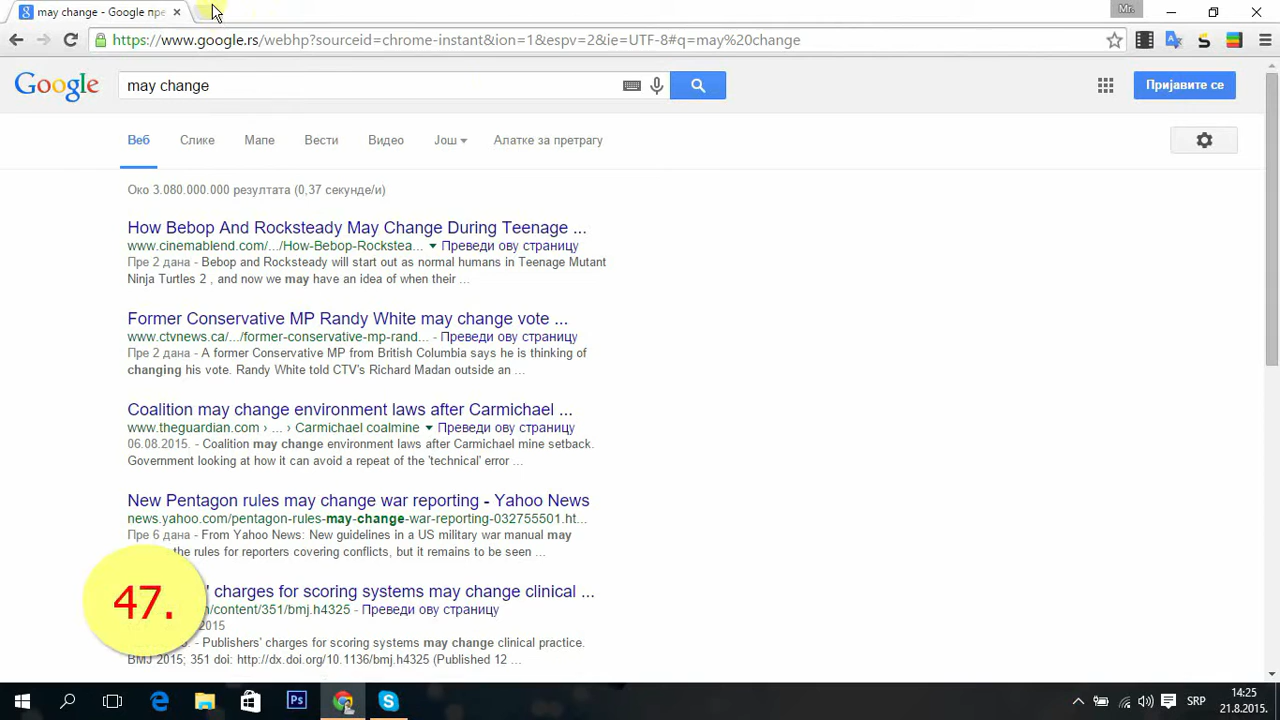 may change - Google пре
Mr.
https://www.google.rs/webhp?sourceid=chrome-instant&ion=1&espv=2&ie=UTF-8#q=may%20change
Google
may change
Пријавите се
Веб
Слике
Мапе
Вести
Видео
Још
Алатке за претрагу
Око 3.080.000.000 резултата (0,37 секунде/и)
How Bebop And Rocksteady May Change During Teenage ...
www.cinemablend.com/.../How-Bebop-Rockstea... Преведи ову страницу
Пре 2 дана - Bebop and Rocksteady will start out as normal humans in Teenage Mutant
Ninja Turtles 2 , and now we may have an idea of when their ...
Former Conservative MP Randy White may change vote ...
www.ctvnews.ca/.../former-conservative-mp-rand... - Преведи ову страницу
Пре 2 дана - A former Conservative MP from British Columbia says he is thinking of
changing his vote. Randy White told CTV's Richard Madan outside an ...
Coalition may change environment laws after Carmichael ...
www.theguardian.com › ... › Carmichael coalmine Преведи ову страницу
06.08.2015. - Coalition may change environment laws after Carmichael mine setback.
Government looking at how it can avoid a repeat of the 'technical' error ...
New Pentagon rules may change war reporting - Yahoo News
news.yahoo.com/pentagon-rules-may-change-war-reporting-032755501.ht...
Пре 6 дана - From Yahoo News: New guidelines in a US military war manual may
the rules for reporters covering conflicts, but it remains to be seen ...
' charges for scoring systems may change clinical ...
/content/351/bmj.h4325 - Преведи ову страницу
2015
- Publishers' charges for scoring systems may change clinical practice.
BMJ 2015; 351 doi: http://dx.doi.org/10.1136/bmj.h4325 (Published 12 ...
47.
Ps
SRP
14:25
21.8.2015.